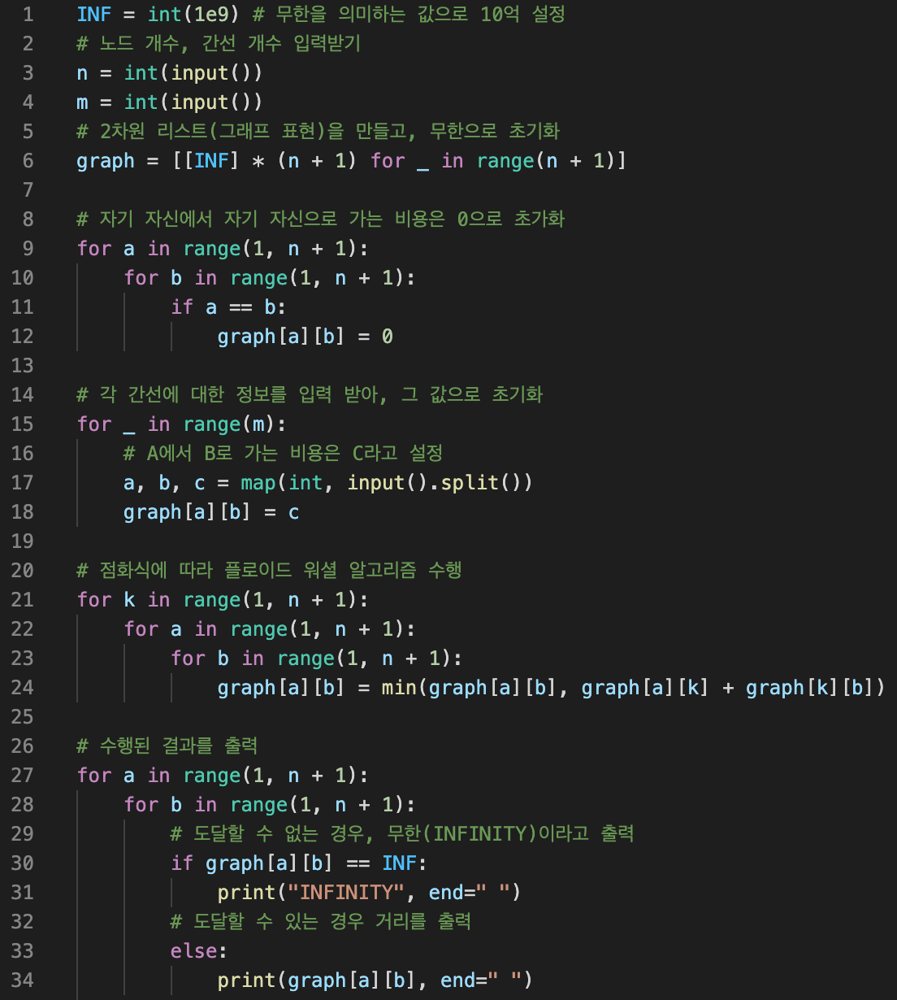 1 INF = int(1e9) # 무한을 의미하는 값으로 10억 설정
2 # 노드 개수, 간선 개수 입력받기
3 n = int(input())
4 m = int(input())
5 # 2차원 리스트(그래프 표현)을 만들고, 무한으로 초기화
6 graph = [[INF] * (n + 1) for _ in range(n + 1)]
7
8 # 자기 자신에서 자기 자신으로 가는 비용은 0으로 초가화
9 for a in range(1, n + 1):
10     for b in range(1, n + 1):
11         if a == b:
12             graph[a][b] = 0
13
14 # 각 간선에 대한 정보를 입력 받아, 그 값으로 초기화
15 for _ in range(m):
16     # A에서 B로 가는 비용은 C라고 설정
17     a, b, c = map(int, input().split())
18     graph[a][b] = c
19
20 # 점화식에 따라 플로이드 워셜 알고리즘 수행
21 for k in range(1, n + 1):
22     for a in range(1, n + 1):
23         for b in range(1, n + 1):
24             graph[a][b] = min(graph[a][b], graph[a][k] + graph[k][b])
25
26 # 수행된 결과를 출력
27 for a in range(1, n + 1):
28     for b in range(1, n + 1):
29         # 도달할 수 없는 경우, 무한(INFINITY)이라고 출력
30         if graph[a][b] == INF:
31             print("INFINITY", end=" ")
32         # 도달할 수 있는 경우 거리를 출력
33         else:
34             print(graph[a][b], end=" ")